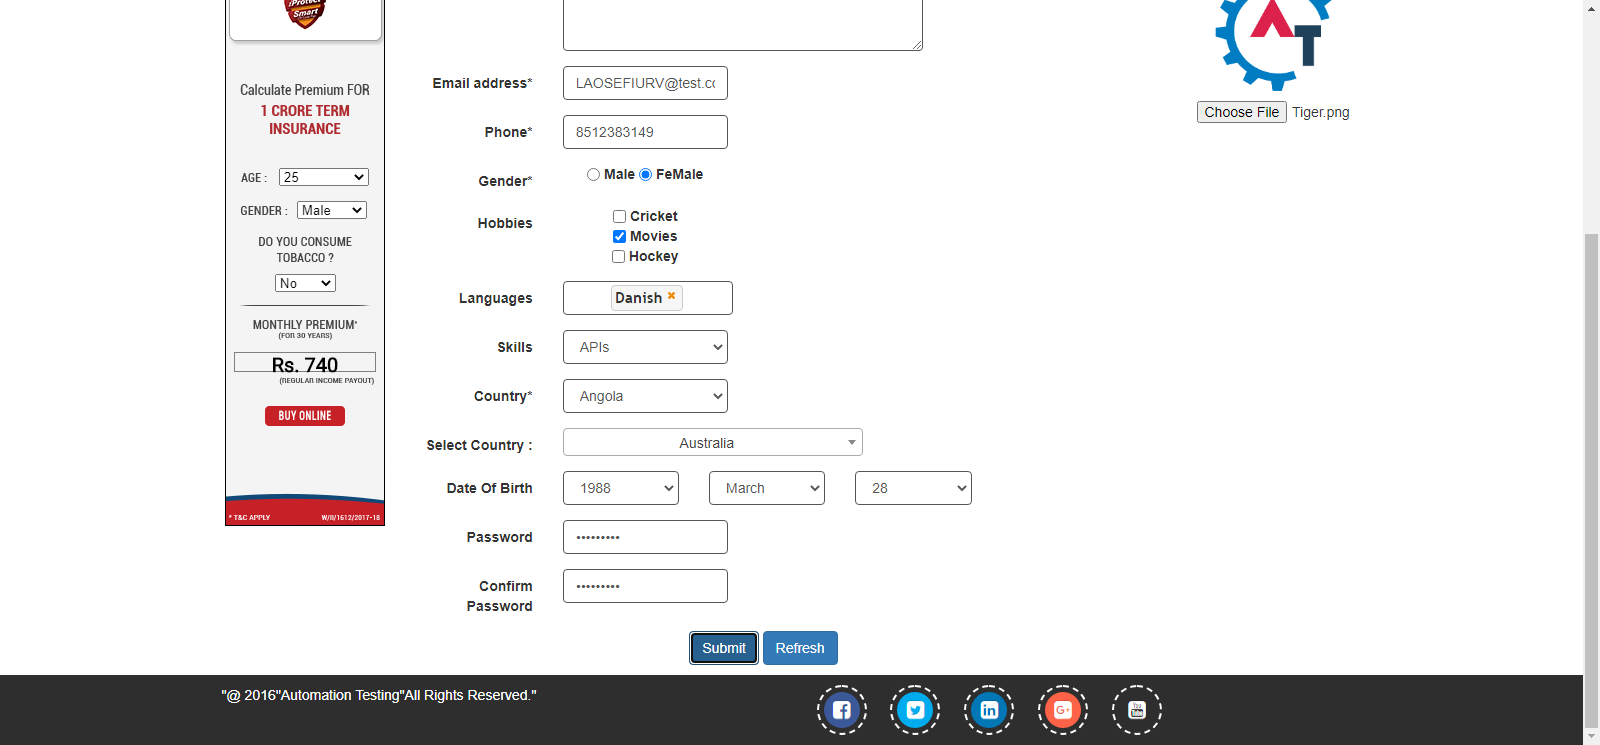 iProtect
Smart
Calculate Premium FOR
1 CRORE TERM
INSURANCE
AGE :
25
GENDER :
Male
DO YOU CONSUME
TOBACCO ?
No
MONTHLY PREMIUM*
(FOR 30 YEARS)
Rs. 740
(REGULAR INCOME PAYOUT)
BUY ONLINE
* T&C APPLY
W/II/1612/2017-18
Email address*
LAOSEFIURV@test.cc
Phone*
8512383149
Gender*
Male
FeMale
Hobbies
Cricket
Movies
Hockey
Languages
Danish
Skills
APIs
Country*
Angola
Select Country :
Australia
Date Of Birth
1988
March
28
Password
Confirm
Password
Submit
Refresh
AT
Choose File
Tiger.png
"@ 2016"Automation Testing"All Rights Reserved."
f
in
G+
You
Tube